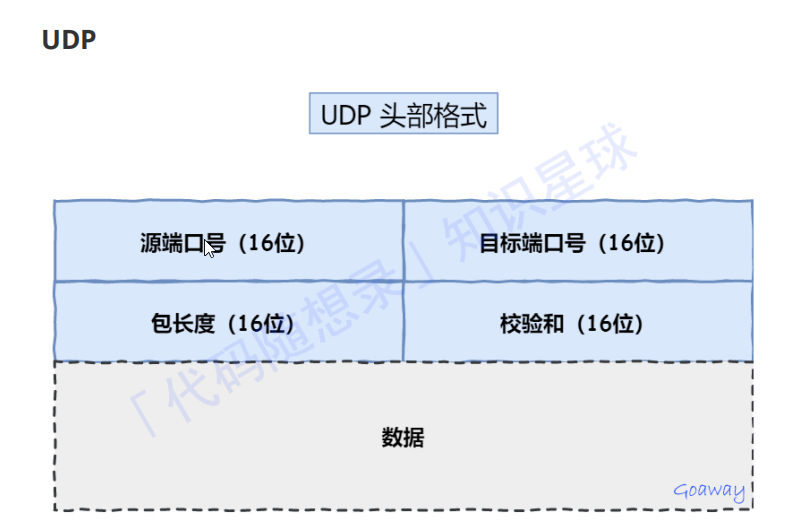 UDP
UDP 头部格式
源端口号（16位）
目标端口号（16位）
包长度（16位）
校验和（16位）
数据
「代码随想录」知识星球
Goaway